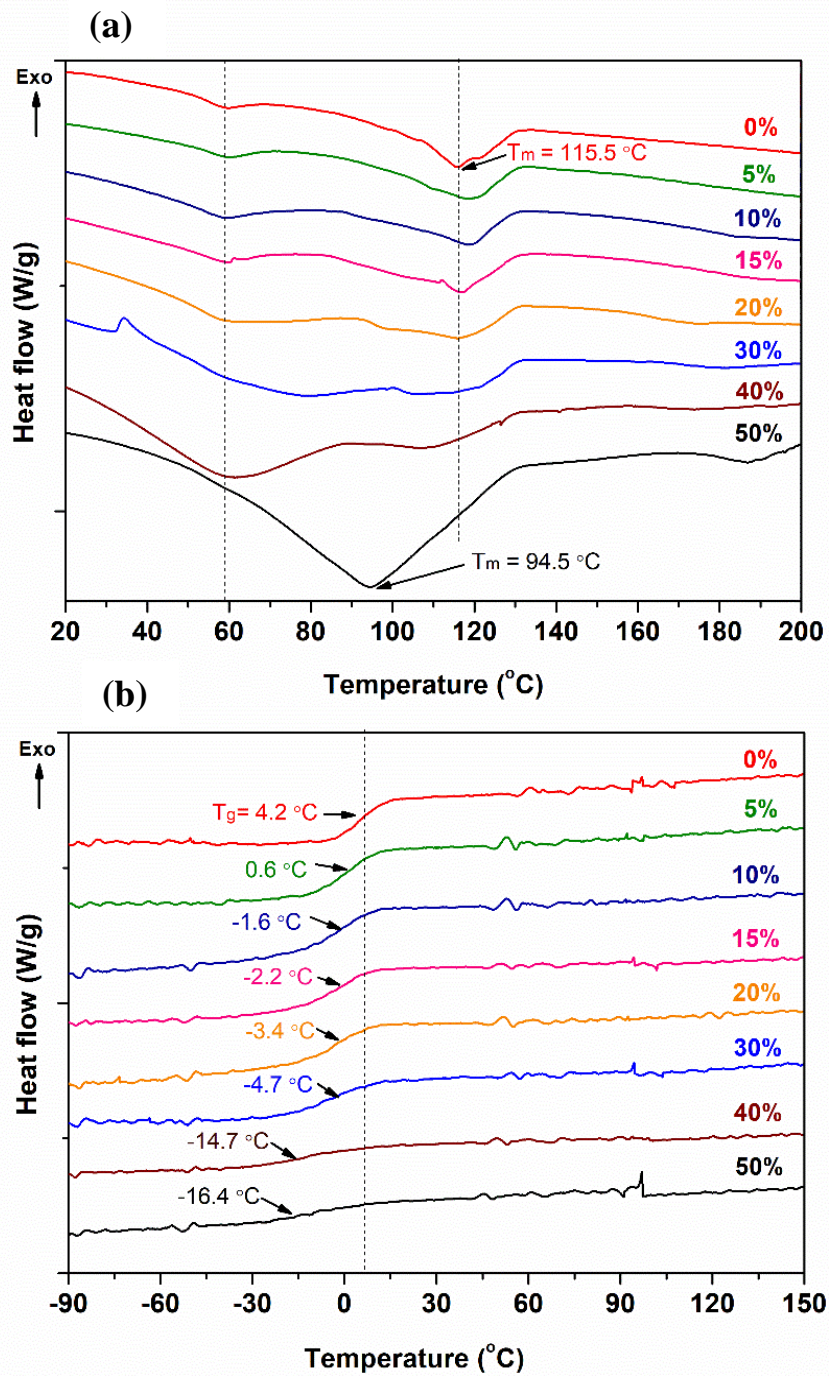 (a)
Exo
0%
Tm = 115.5 °C
5%
10%
15%
20%
30%
40%
50%
Tm = 94.5 °C
Heat flow (W/g)
20 40 60 80 100 120 140 160 180 200
Temperature (°C)
(b)
Exo
0%
Tg= 4.2 °C
5%
0.6 °C
10%
-1.6 °C
15%
-2.2 °C
20%
-3.4 °C
30%
-4.7 °C
40%
-14.7 °C
50%
-16.4 °C
Heat flow (W/g)
-90 -60 -30 0 30 60 90 120 150
Temperature (°C)